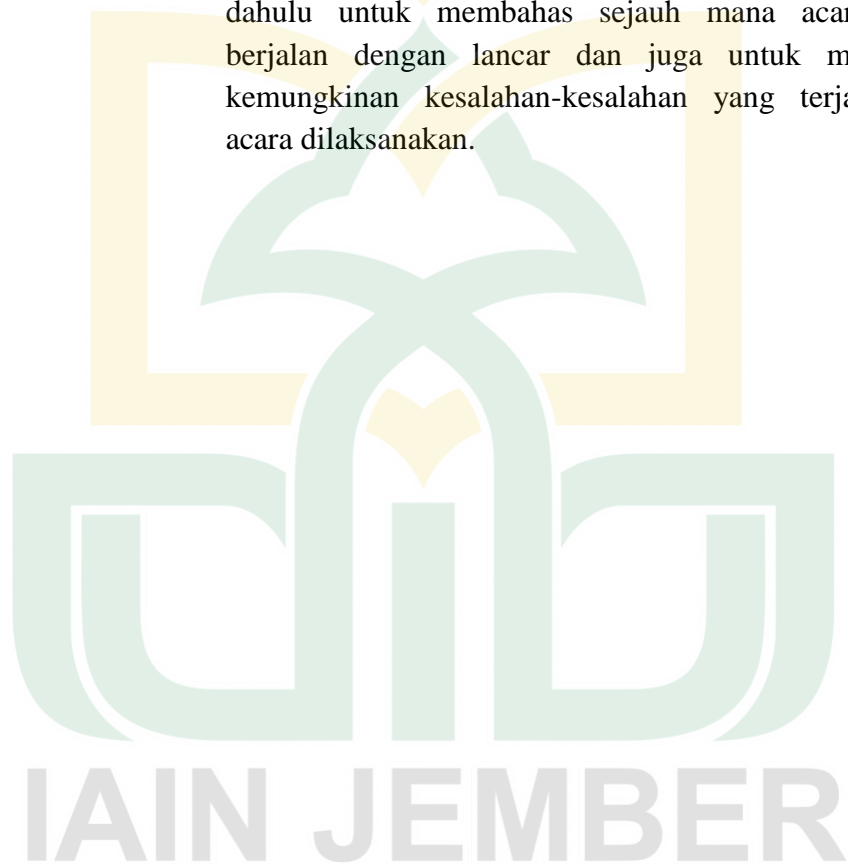 dahulu untuk membahas sejauh mana acar
berjalan dengan lancar dan juga untuk m
kemungkinan kesalahan-kesalahan yang terja
acara dilaksanakan.
IAIN JEMBER